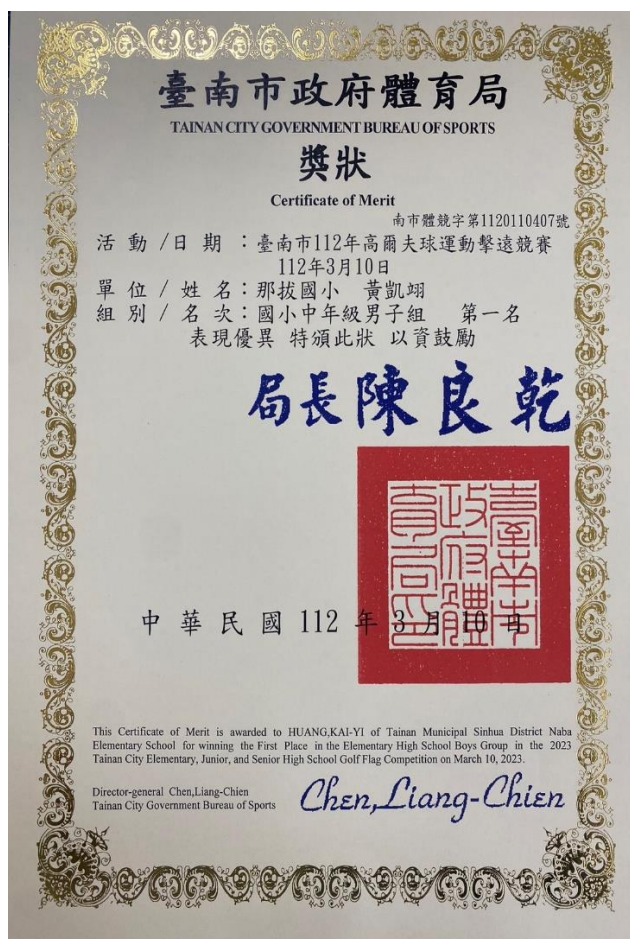 臺南市政府體育局
TAINAN CITY GOVERNMENT BUREAU OF SPORTS
獎狀
Certificate of Merit
南市體競字第1120110407號
活動/日期：臺南市112年高爾夫球運動擊遠競賽
112年3月10日
單位/姓名：那拔國小 黃凱翊
組別/名次：國小中年級男子組 第一名
表現優異 特頒此狀 以資鼓勵
局長陳良乾
臺南市政府體育局印
中華民國 112 年 3 月 10 日
This Certificate of Merit is awarded to HUANG,KAI-YI of Tainan Municipal Sinhua District Naba
Elementary School for winning the First Place in the Elementary High School Boys Group in the 2023
Tainan City Elementary, Junior, and Senior High School Golf Flag Competition on March 10, 2023.
Director-general Chen,Liang-Chien
Tainan City Government Bureau of Sports
Chen,Liang-Chien